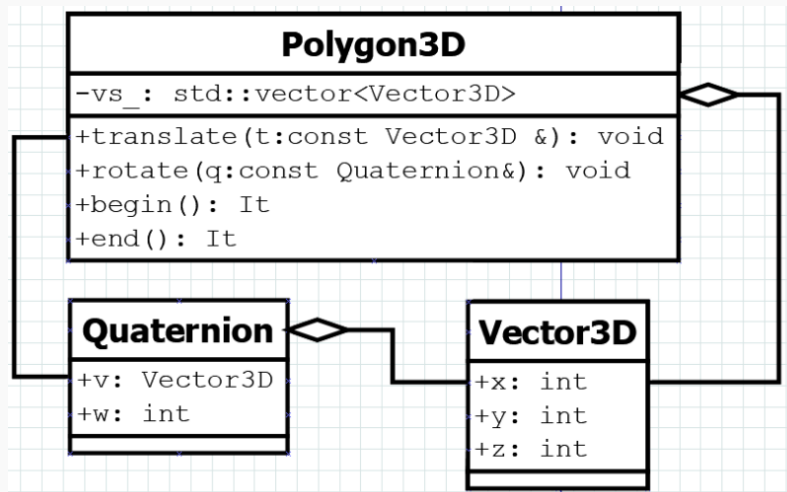 Polygon3D
-vs_: std::vector<Vector3D>
+translate(t:const Vector3D &): void
+rotate(q:const Quaternion&): void
+begin(): It
+end(): It
Quaternion
+v: Vector3D
+w: int
Vector3D
+x: int
+y: int
+z: int